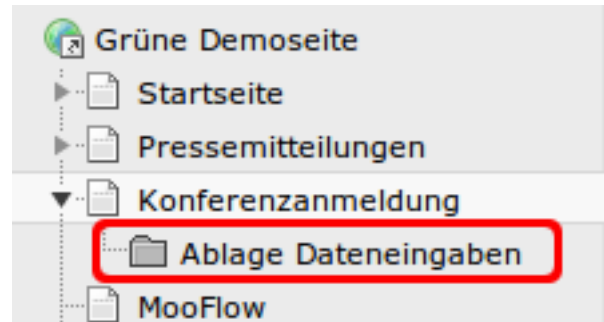 Grüne Demoseite
Startseite
Pressemitteilungen
Konferenzanmeldung
Ablage Dateneingaben
MooFlow